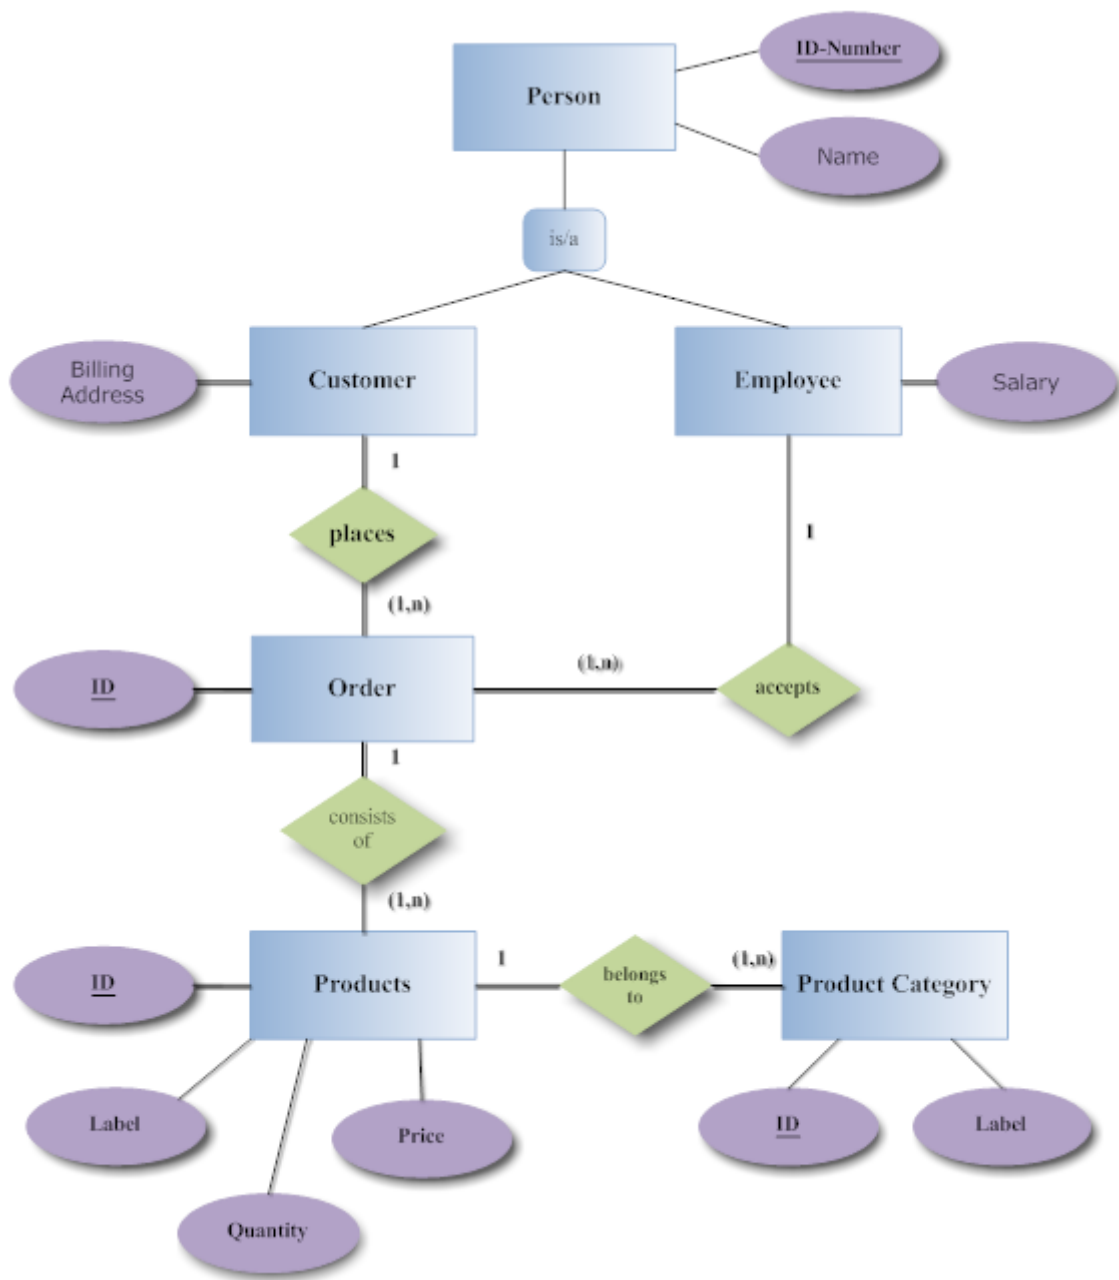 ID-Number
Person
Name
is/a
Billing
Address
Customer
Employee
Salary
1
places
1
(1,n)
ID
Order
(1,n)
accepts
1
consists
of
(1,n)
ID
Products
1
belongs
to
(1,n)
Product Category
Label
Price
ID
Label
Quantity